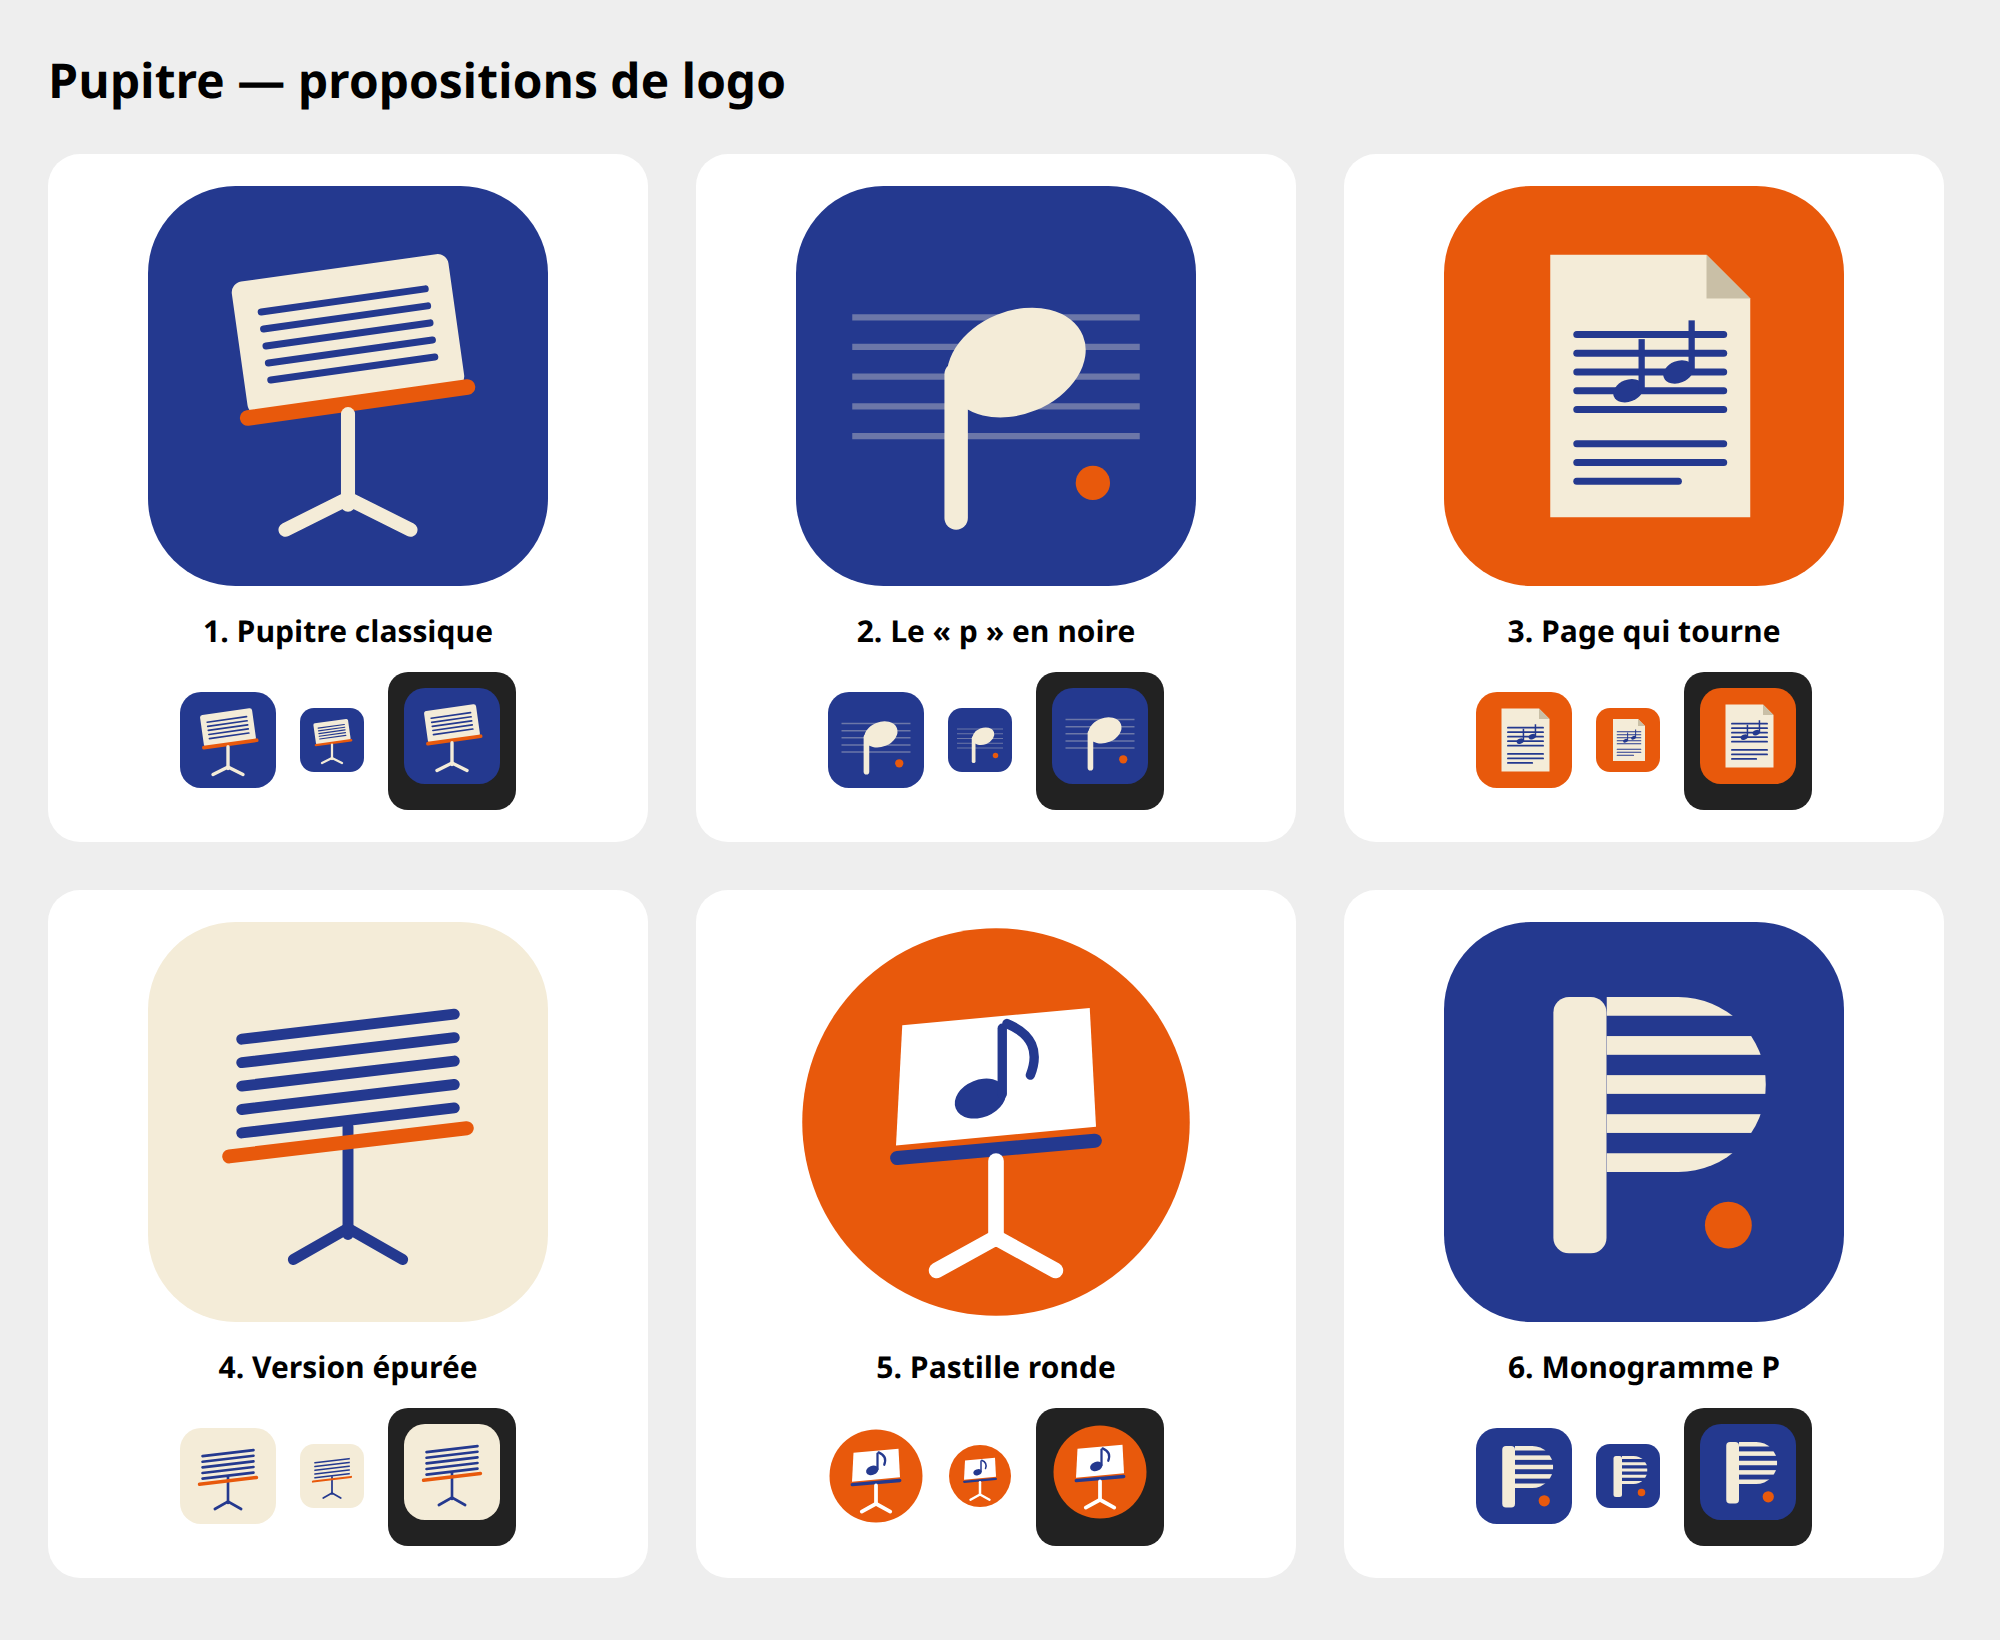 Pupitre — propositions de logo
1. Pupitre classique
2. Le « p » en noire
3. Page qui tourne
4. Version épurée
5. Pastille ronde
6. Monogramme P